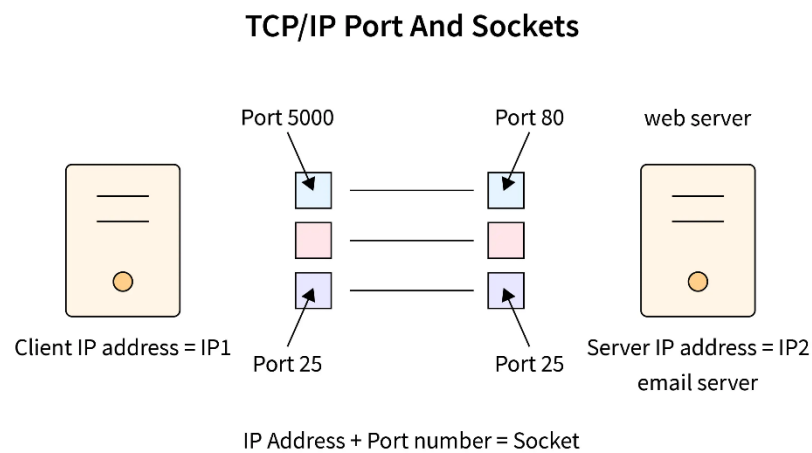 TCP/IP Port And Sockets
Port 5000
Port 80
web server
Client IP address = IP1
Port 25
Port 25
Server IP address = IP2
email server
IP Address + Port number = Socket